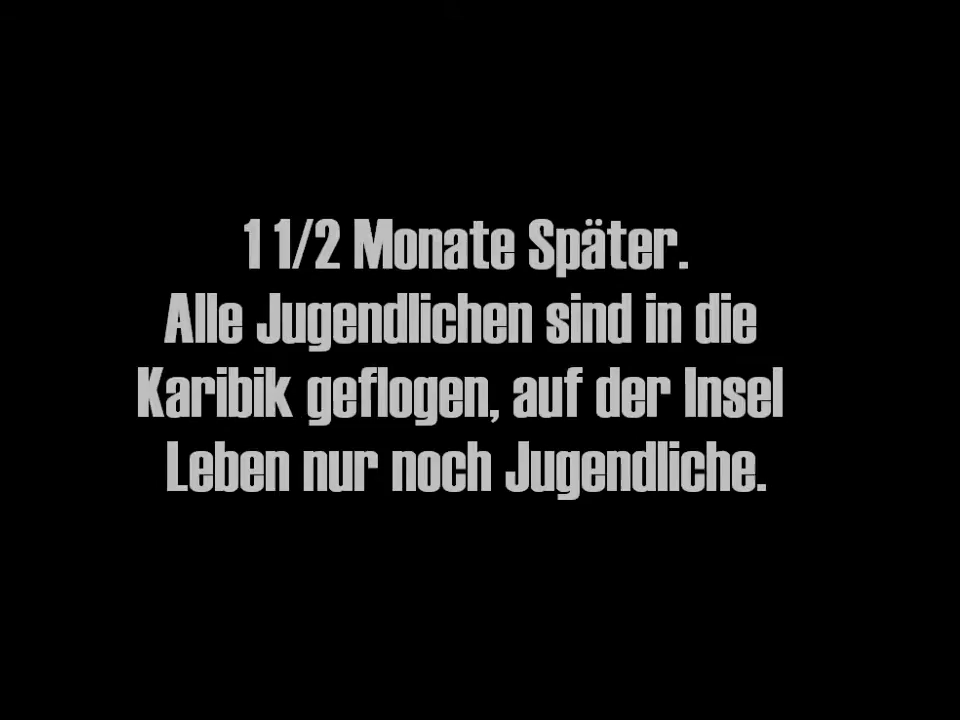 1 1/2 Monate Später.
Alle Jugendlichen sind in die
Karibik geflogen, auf der Insel
Leben nur noch Jugendliche.